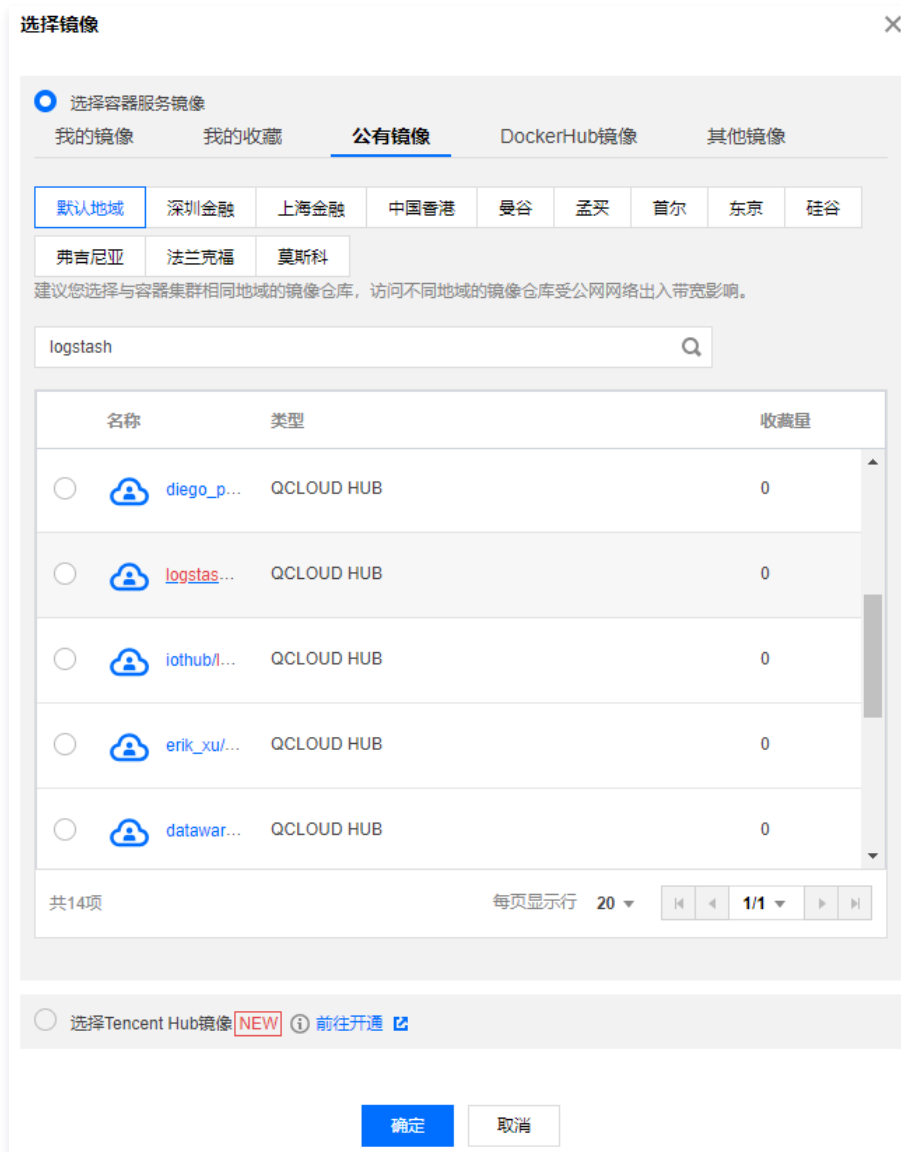 选择镜像
选择容器服务镜像
我的镜像 我的收藏 公有镜像 DockerHub镜像 其他镜像
默认地域 深圳金融 上海金融 中国香港 曼谷 孟买 首尔 东京 硅谷
弗吉尼亚 法兰克福 莫斯科
建议您选择与容器集群相同地域的镜像仓库，访问不同地域的镜像仓库受公网网络出入带宽影响。
logstash
名称 类型 收藏量
diego_p... QCLOUD HUB 0
logstas... QCLOUD HUB 0
iothub/l... QCLOUD HUB 0
erik_xu/... QCLOUD HUB 0
datawar... QCLOUD HUB 0
共14项 每页显示行 20 1/1
选择Tencent Hub镜像 NEW 前往开通
确定 取消